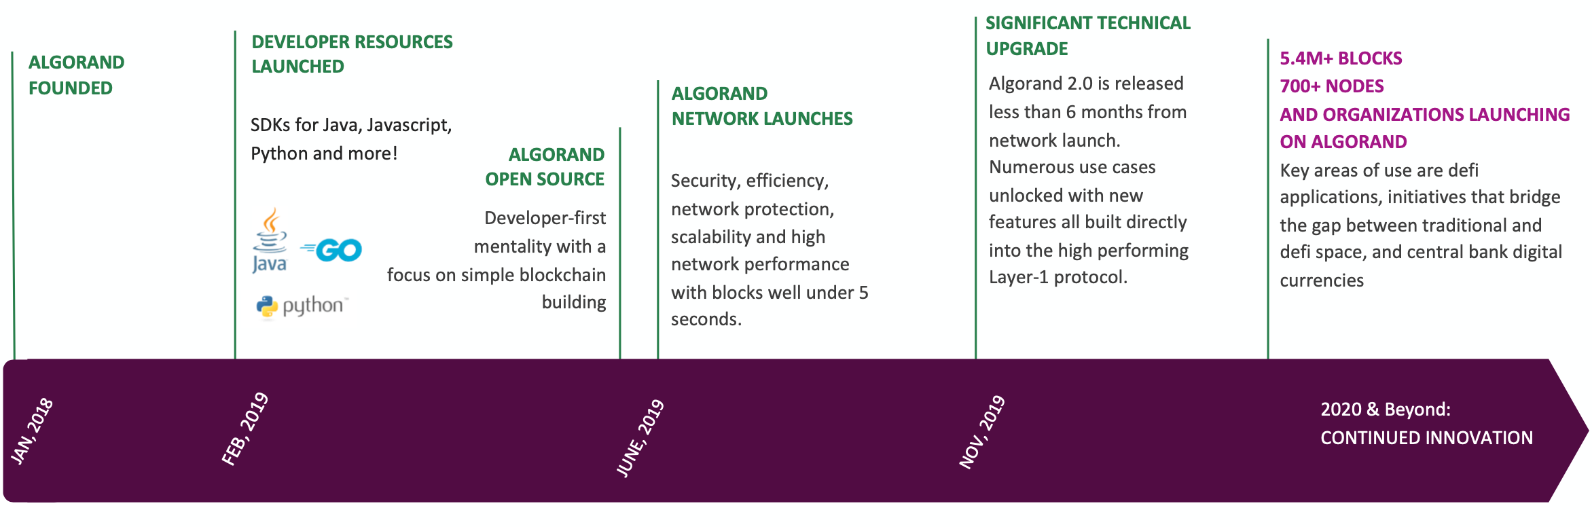 ALGORAND
FOUNDED
DEVELOPER RESOURCES
LAUNCHED
SDKs for Java, Javascript,
Python and more!
Java
GO
python™
ALGORAND
OPEN SOURCE
Developer-first
mentality with a
focus on simple blockchain
building
ALGORAND
NETWORK LAUNCHES
Security, efficiency,
network protection,
scalability and high
network performance
with blocks well under 5
seconds.
SIGNIFICANT TECHNICAL
UPGRADE
Algorand 2.0 is released
less than 6 months from
network launch.
Numerous use cases
unlocked with new
features all built directly
into the high performing
Layer-1 protocol.
5.4M+ BLOCKS
700+ NODES
AND ORGANIZATIONS LAUNCHING
ON ALGORAND
Key areas of use are defi
applications, initiatives that bridge
the gap between traditional and
defi space, and central bank digital
currencies
JAN, 2018
FEB, 2019
JUNE, 2019
NOV, 2019
2020 & Beyond:
CONTINUED INNOVATION